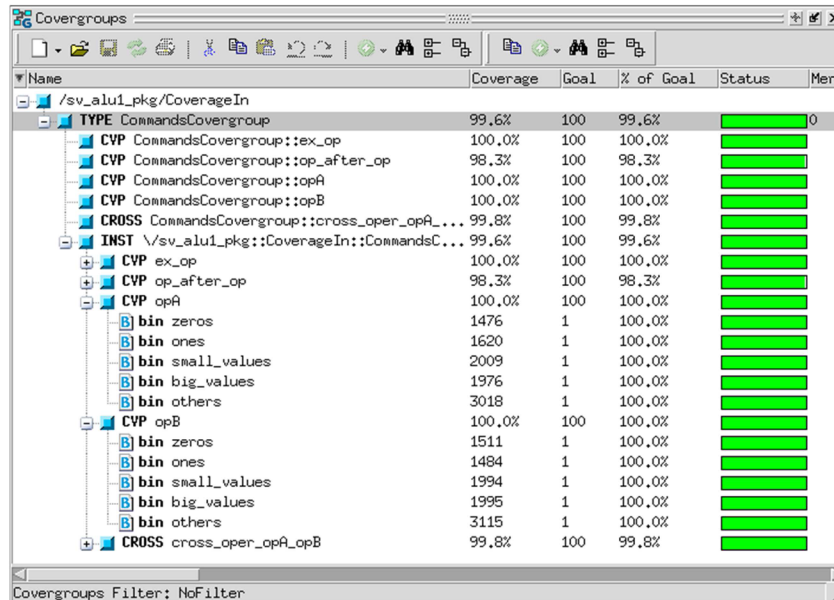 Covergroups
Name Coverage Goal % of Goal Status Mer
/sv_alu1_pkg/CoverageIn
TYPE CommandsCovergroup 99.6% 100 99.6% 0
CVP CommandsCovergroup::ex_op 100.0% 100 100.0%
CVP CommandsCovergroup::op_after_op 98.3% 100 98.3%
CVP CommandsCovergroup::opA 100.0% 100 100.0%
CVP CommandsCovergroup::opB 100.0% 100 100.0%
CROSS CommandsCovergroup::cross_oper_opA_... 99.8% 100 99.8%
INST \/sv_alu1_pkg::CoverageIn::CommandsC... 99.6% 100 99.6%
CVP ex_op 100.0% 100 100.0%
CVP op_after_op 98.3% 100 98.3%
CVP opA 100.0% 100 100.0%
B bin zeros 1476 1 100.0%
B bin ones 1620 1 100.0%
B bin small_values 2009 1 100.0%
B bin big_values 1976 1 100.0%
B bin others 3018 1 100.0%
CVP opB 100.0% 100 100.0%
B bin zeros 1511 1 100.0%
B bin ones 1484 1 100.0%
B bin small_values 1994 1 100.0%
B bin big_values 1995 1 100.0%
B bin others 3115 1 100.0%
CROSS cross_oper_opA_opB 99.8% 100 99.8%
Covergroups Filter: NoFilter